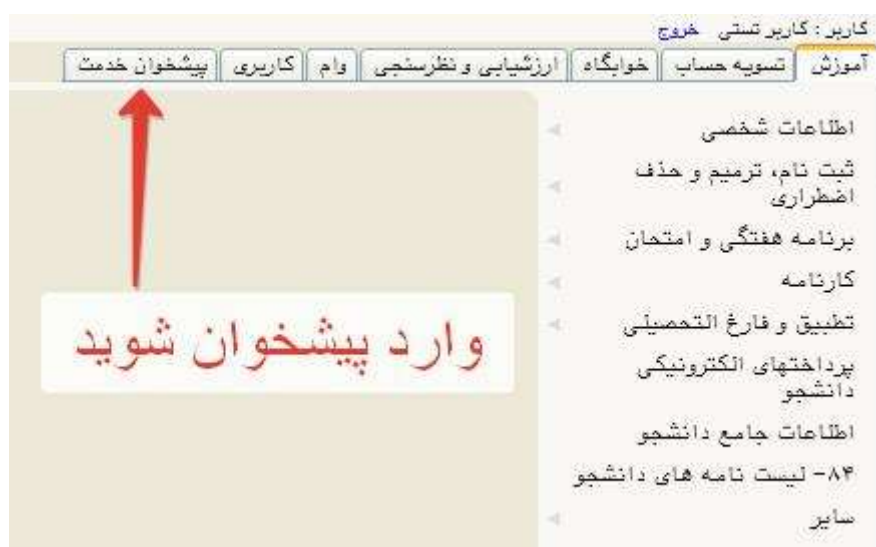 کاربر : کاربر تستی خروج
آموزش تسویه حساب خوابگاه ارزشیابی و نظرسنجی وام کاربری پیشخوان خدمت
اطلاعات شخصی
ثبت نام، ترمیم و حذف
اضطراری
برنامه هفتگی و امتحان
کارنامه
تطبیق و فارغ التحصیلی
پرداختهای الکترونیکی
دانشجو
اطلاعات جامع دانشجو
۸۴- لیست نامه های دانشجو
سایر
وارد پیشخوان شوید